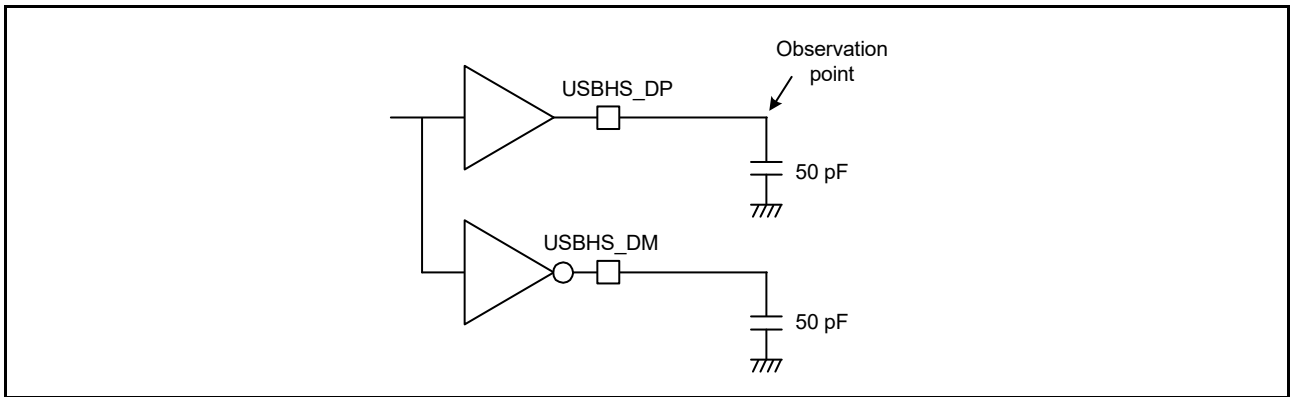 Observation
point
USBHS_DP
50 pF
USBHS_DM
50 pF